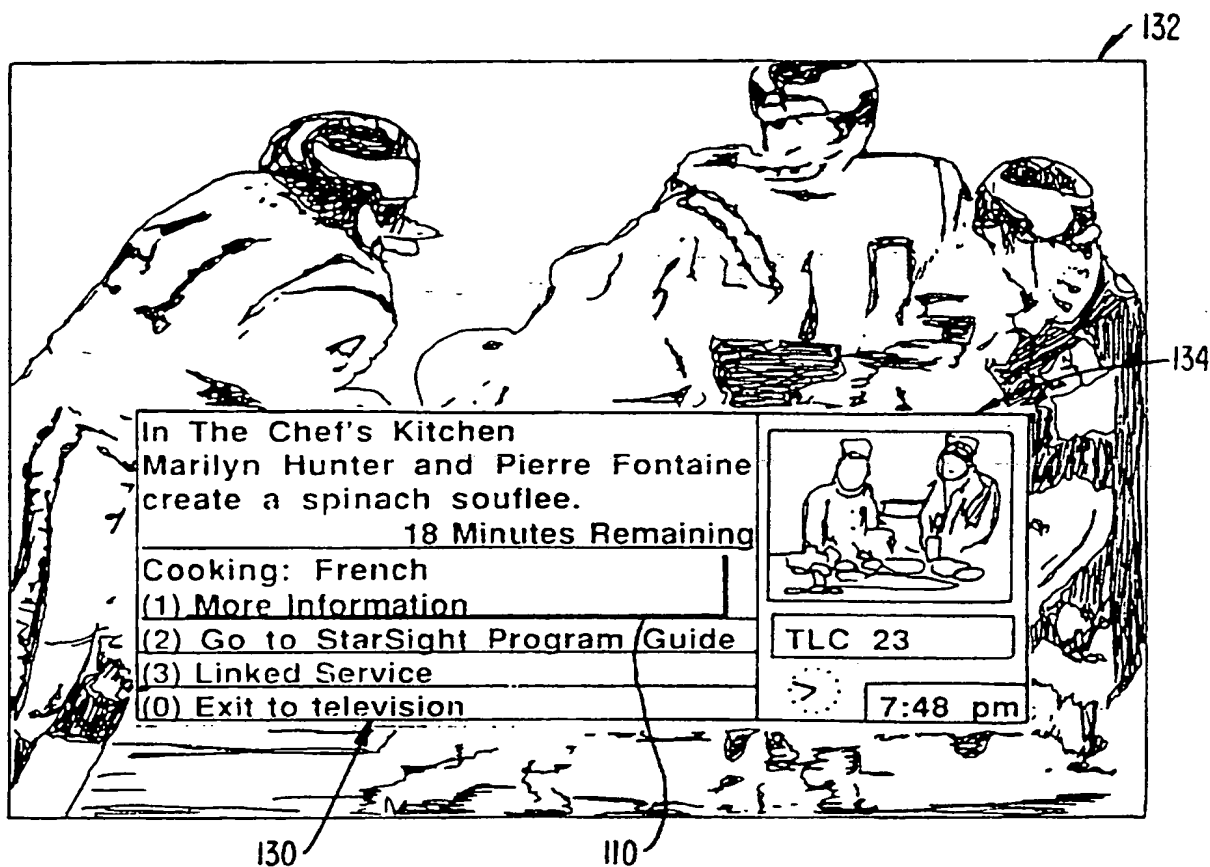 132
134
In The Chef's Kitchen
Marilyn Hunter and Pierre Fontaine
create a spinach souflee.
18 Minutes Remaining
Cooking: French
(1) More Information
(2) Go to StarSight Program Guide
(3) Linked Service
(0) Exit to television
TLC 23
7:48 pm
130
110